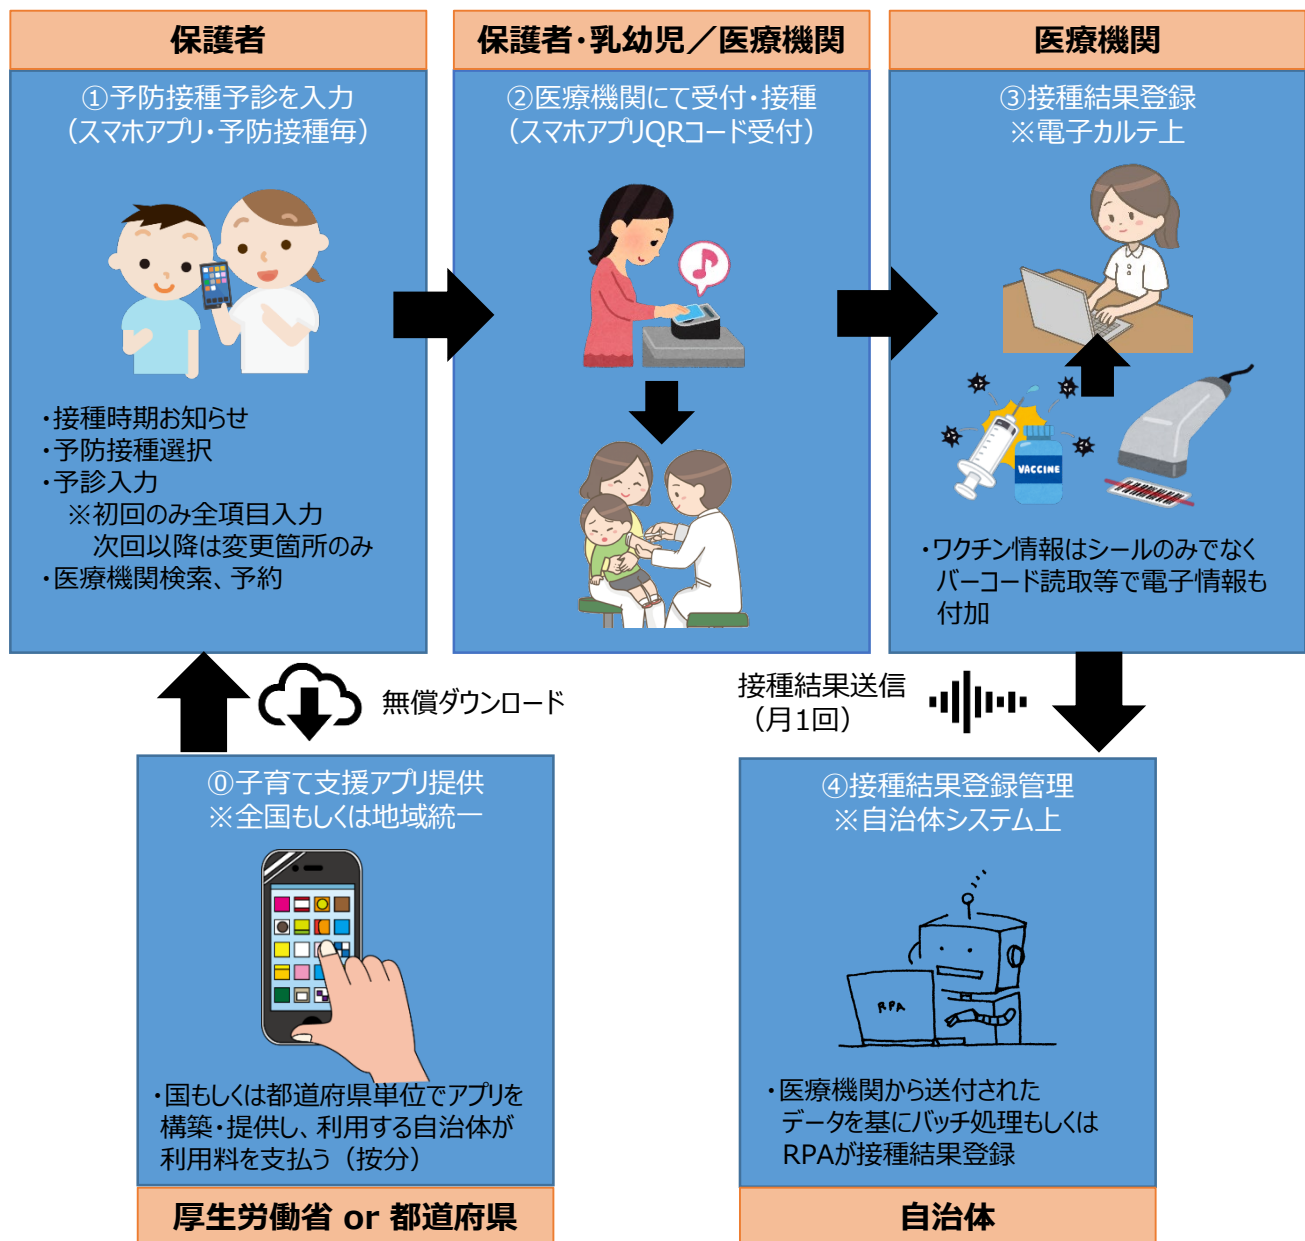 保護者
①予防接種予診を入力
（スマホアプリ・予防接種毎）
・接種時期お知らせ
・予防接種選択
・予診入力
※初回のみ全項目入力
次回以降は変更箇所のみ
・医療機関検索、予約
保護者・乳幼児／医療機関
②医療機関にて受付・接種
（スマホアプリQRコード受付）
医療機関
③接種結果登録
※電子カルテ上
VACCINE
・ワクチン情報はシールのみでなく
バーコード読取等で電子情報も
付加
無償ダウンロード
接種結果送信
（月1回）
⓪子育て支援アプリ提供
※全国もしくは地域統一
・国もしくは都道府県単位でアプリを
構築・提供し、利用する自治体が
利用料を支払う（按分）
厚生労働省 or 都道府県
④接種結果登録管理
※自治体システム上
RPA
・医療機関から送付された
データを基にバッチ処理もしくは
RPAが接種結果登録
自治体